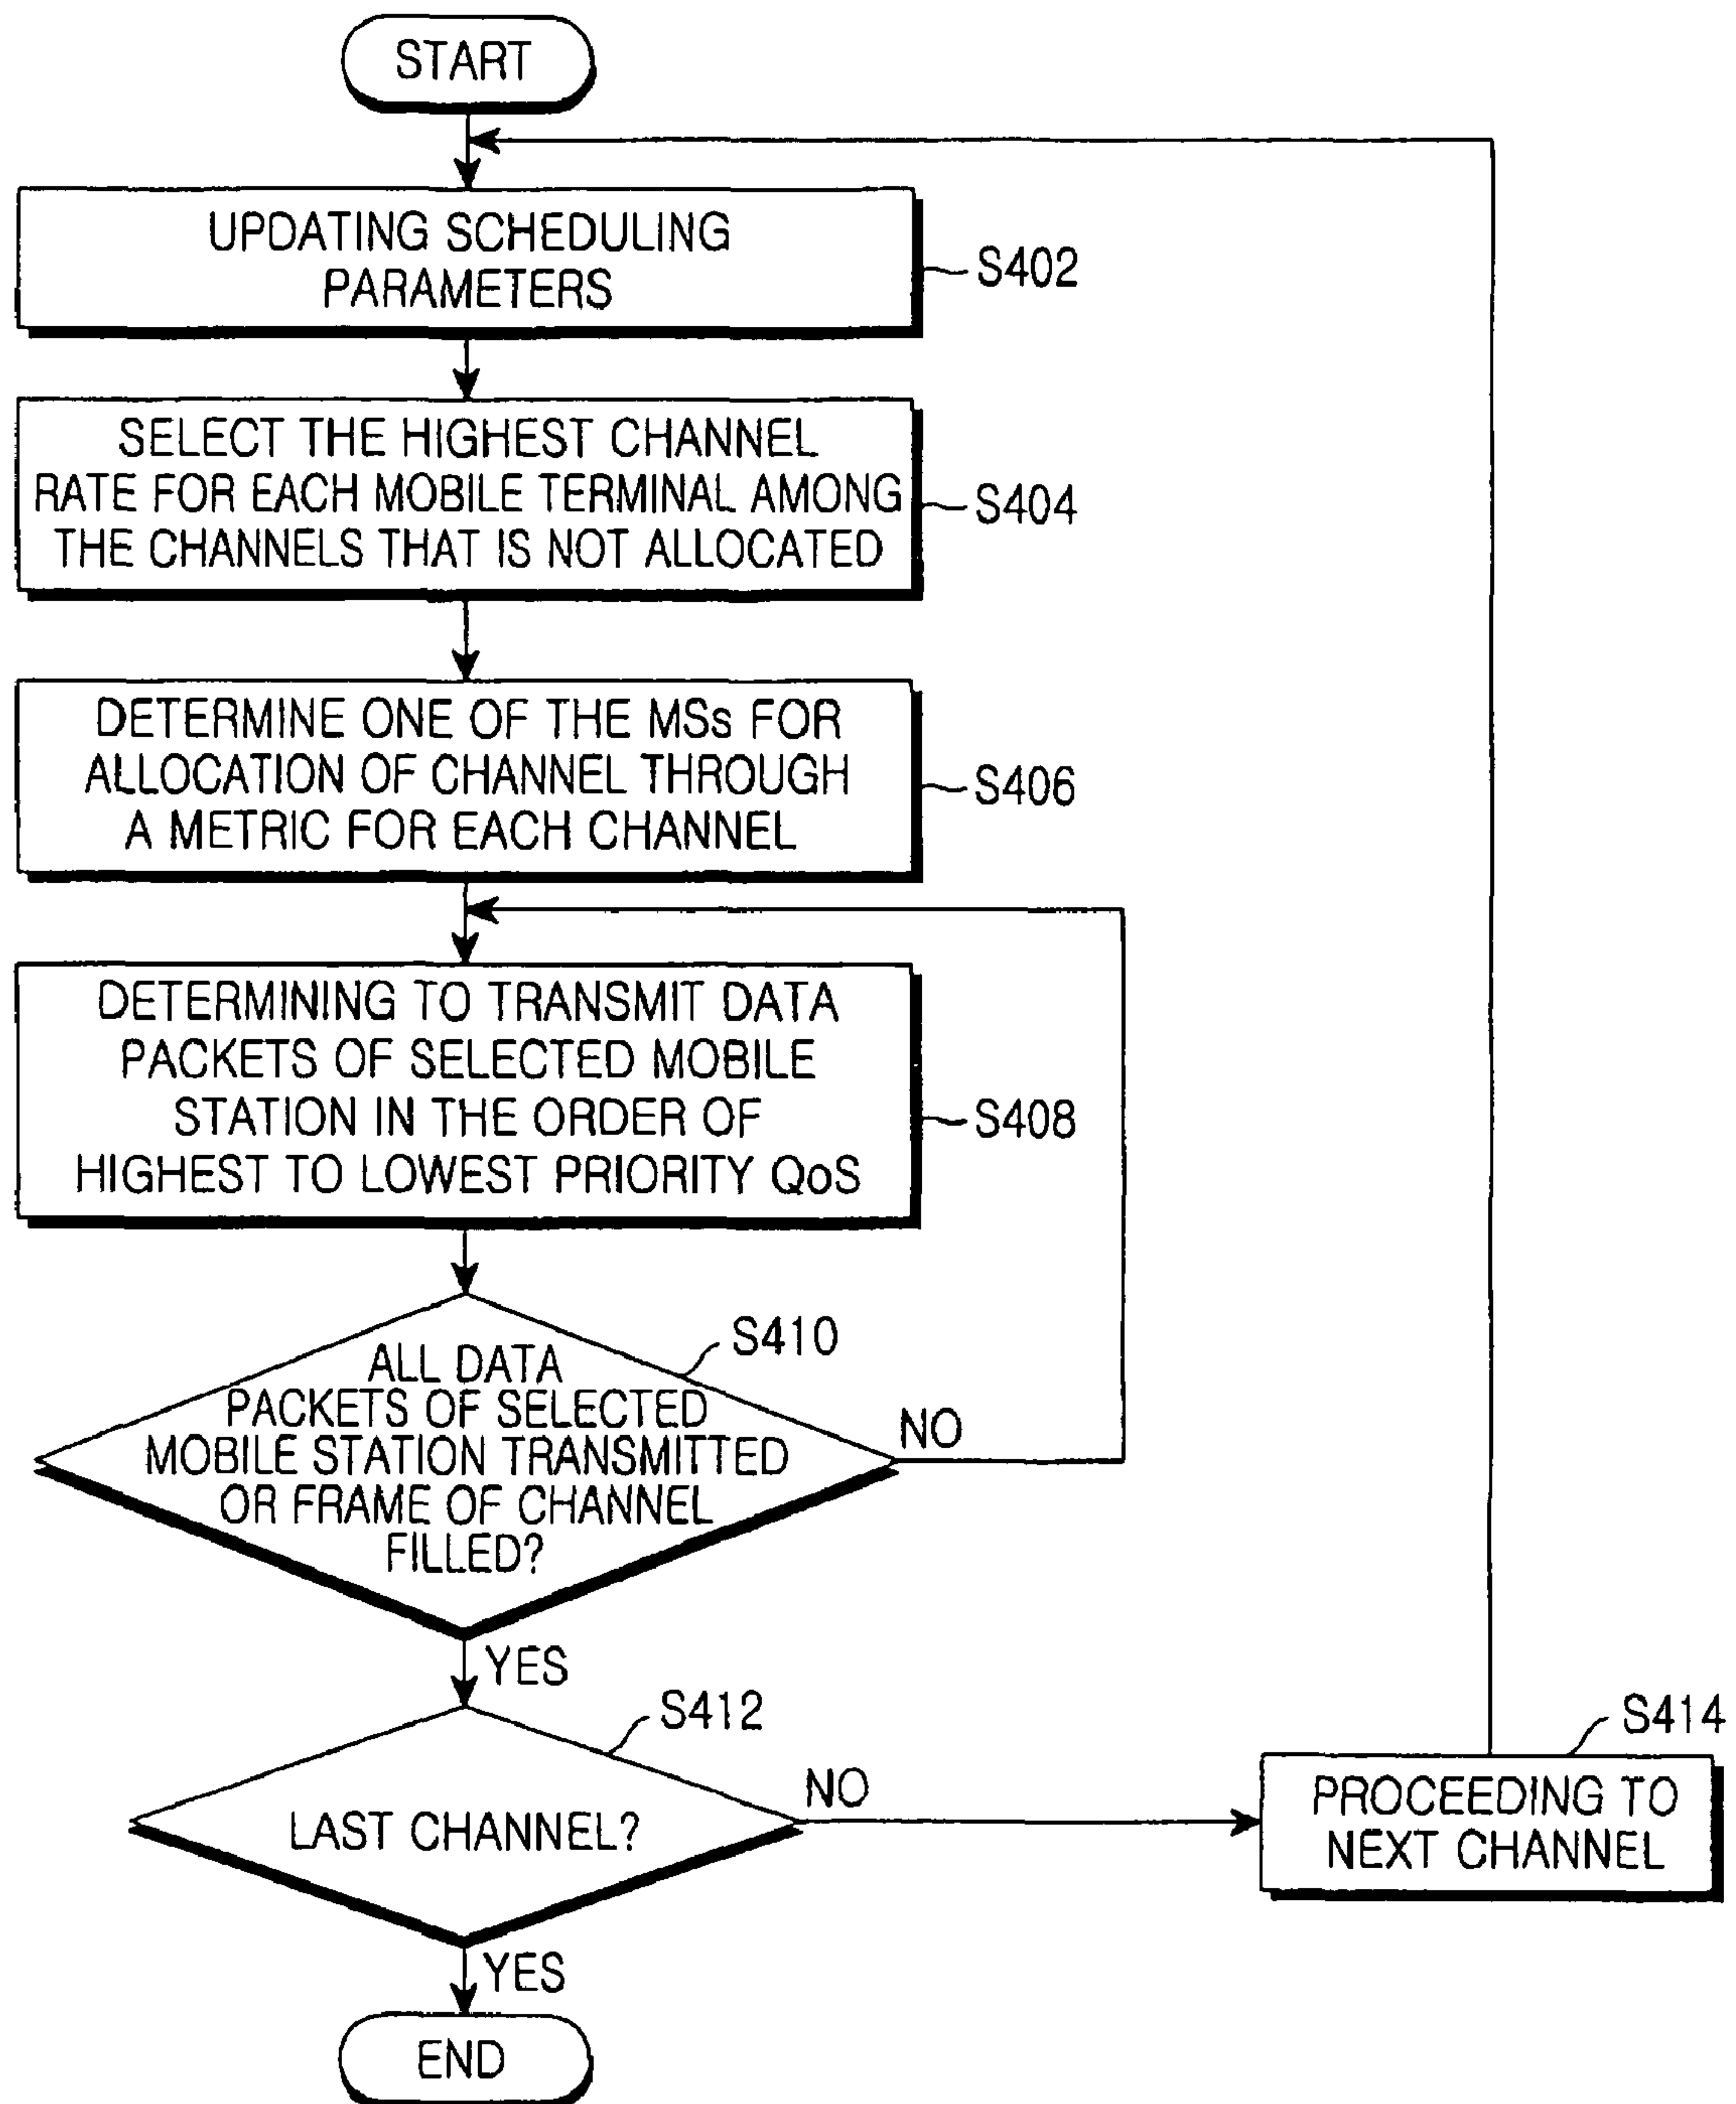 START
UPDATING SCHEDULING
PARAMETERS
S402
SELECT THE HIGHEST CHANNEL
RATE FOR EACH MOBILE TERMINAL AMONG
THE CHANNELS THAT IS NOT ALLOCATED
S404
DETERMINE ONE OF THE MSs FOR
ALLOCATION OF CHANNEL THROUGH
A METRIC FOR EACH CHANNEL
S406
DETERMINING TO TRANSMIT DATA
PACKETS OF SELECTED MOBILE
STATION IN THE ORDER OF
HIGHEST TO LOWEST PRIORITY QoS
S408
S410
ALL DATA
PACKETS OF SELECTED
MOBILE STATION TRANSMITTED
OR FRAME OF CHANNEL
FILLED?
NO
YES
S412
LAST CHANNEL?
NO
S414
PROCEEDING TO
NEXT CHANNEL
YES
END